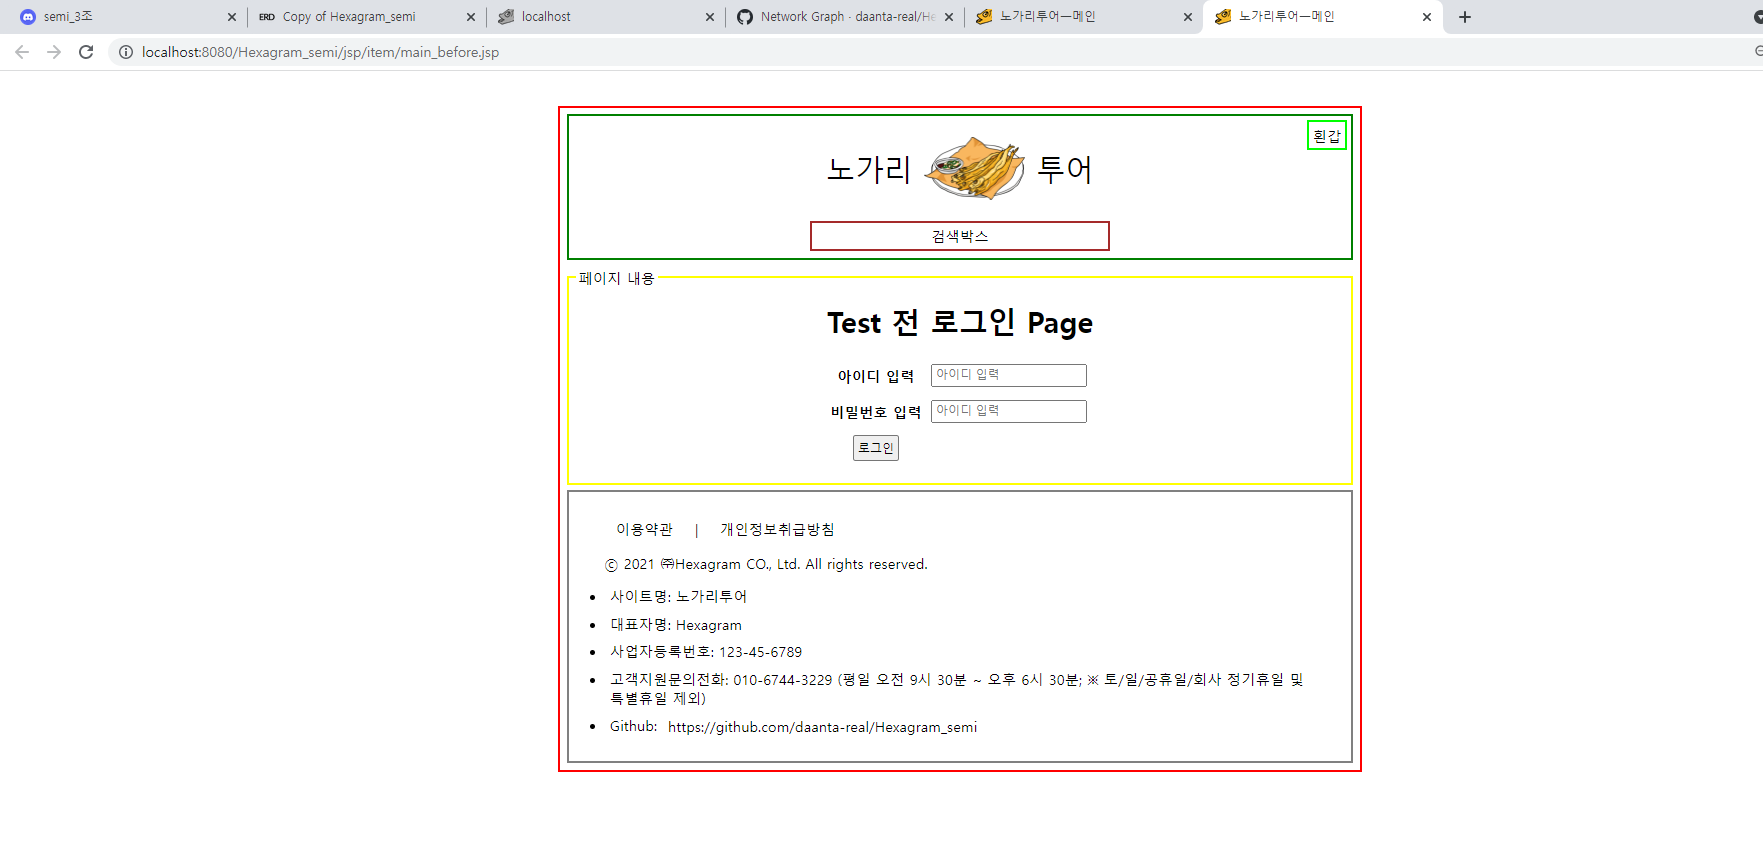 semi_3조
ERD Copy of Hexagram_semi
localhost
Network Graph · daanta-real/He
노가리투어—메인
노가리투어—메인
localhost:8080/Hexagram_semi/jsp/item/main_before.jsp
흰갑
노가리 투어
검색박스
페이지 내용
Test 전 로그인 Page
아이디 입력 아이디 입력
비밀번호 입력 아이디 입력
로그인
이용약관 | 개인정보취급방침
ⓒ 2021 ㈜Hexagram CO., Ltd. All rights reserved.
• 사이트명: 노가리투어
• 대표자명: Hexagram
• 사업자등록번호: 123-45-6789
• 고객지원문의전화: 010-6744-3229 (평일 오전 9시 30분 ~ 오후 6시 30분; ※ 토/일/공휴일/회사 정기휴일 및
특별휴일 제외)
• Github: https://github.com/daanta-real/Hexagram_semi